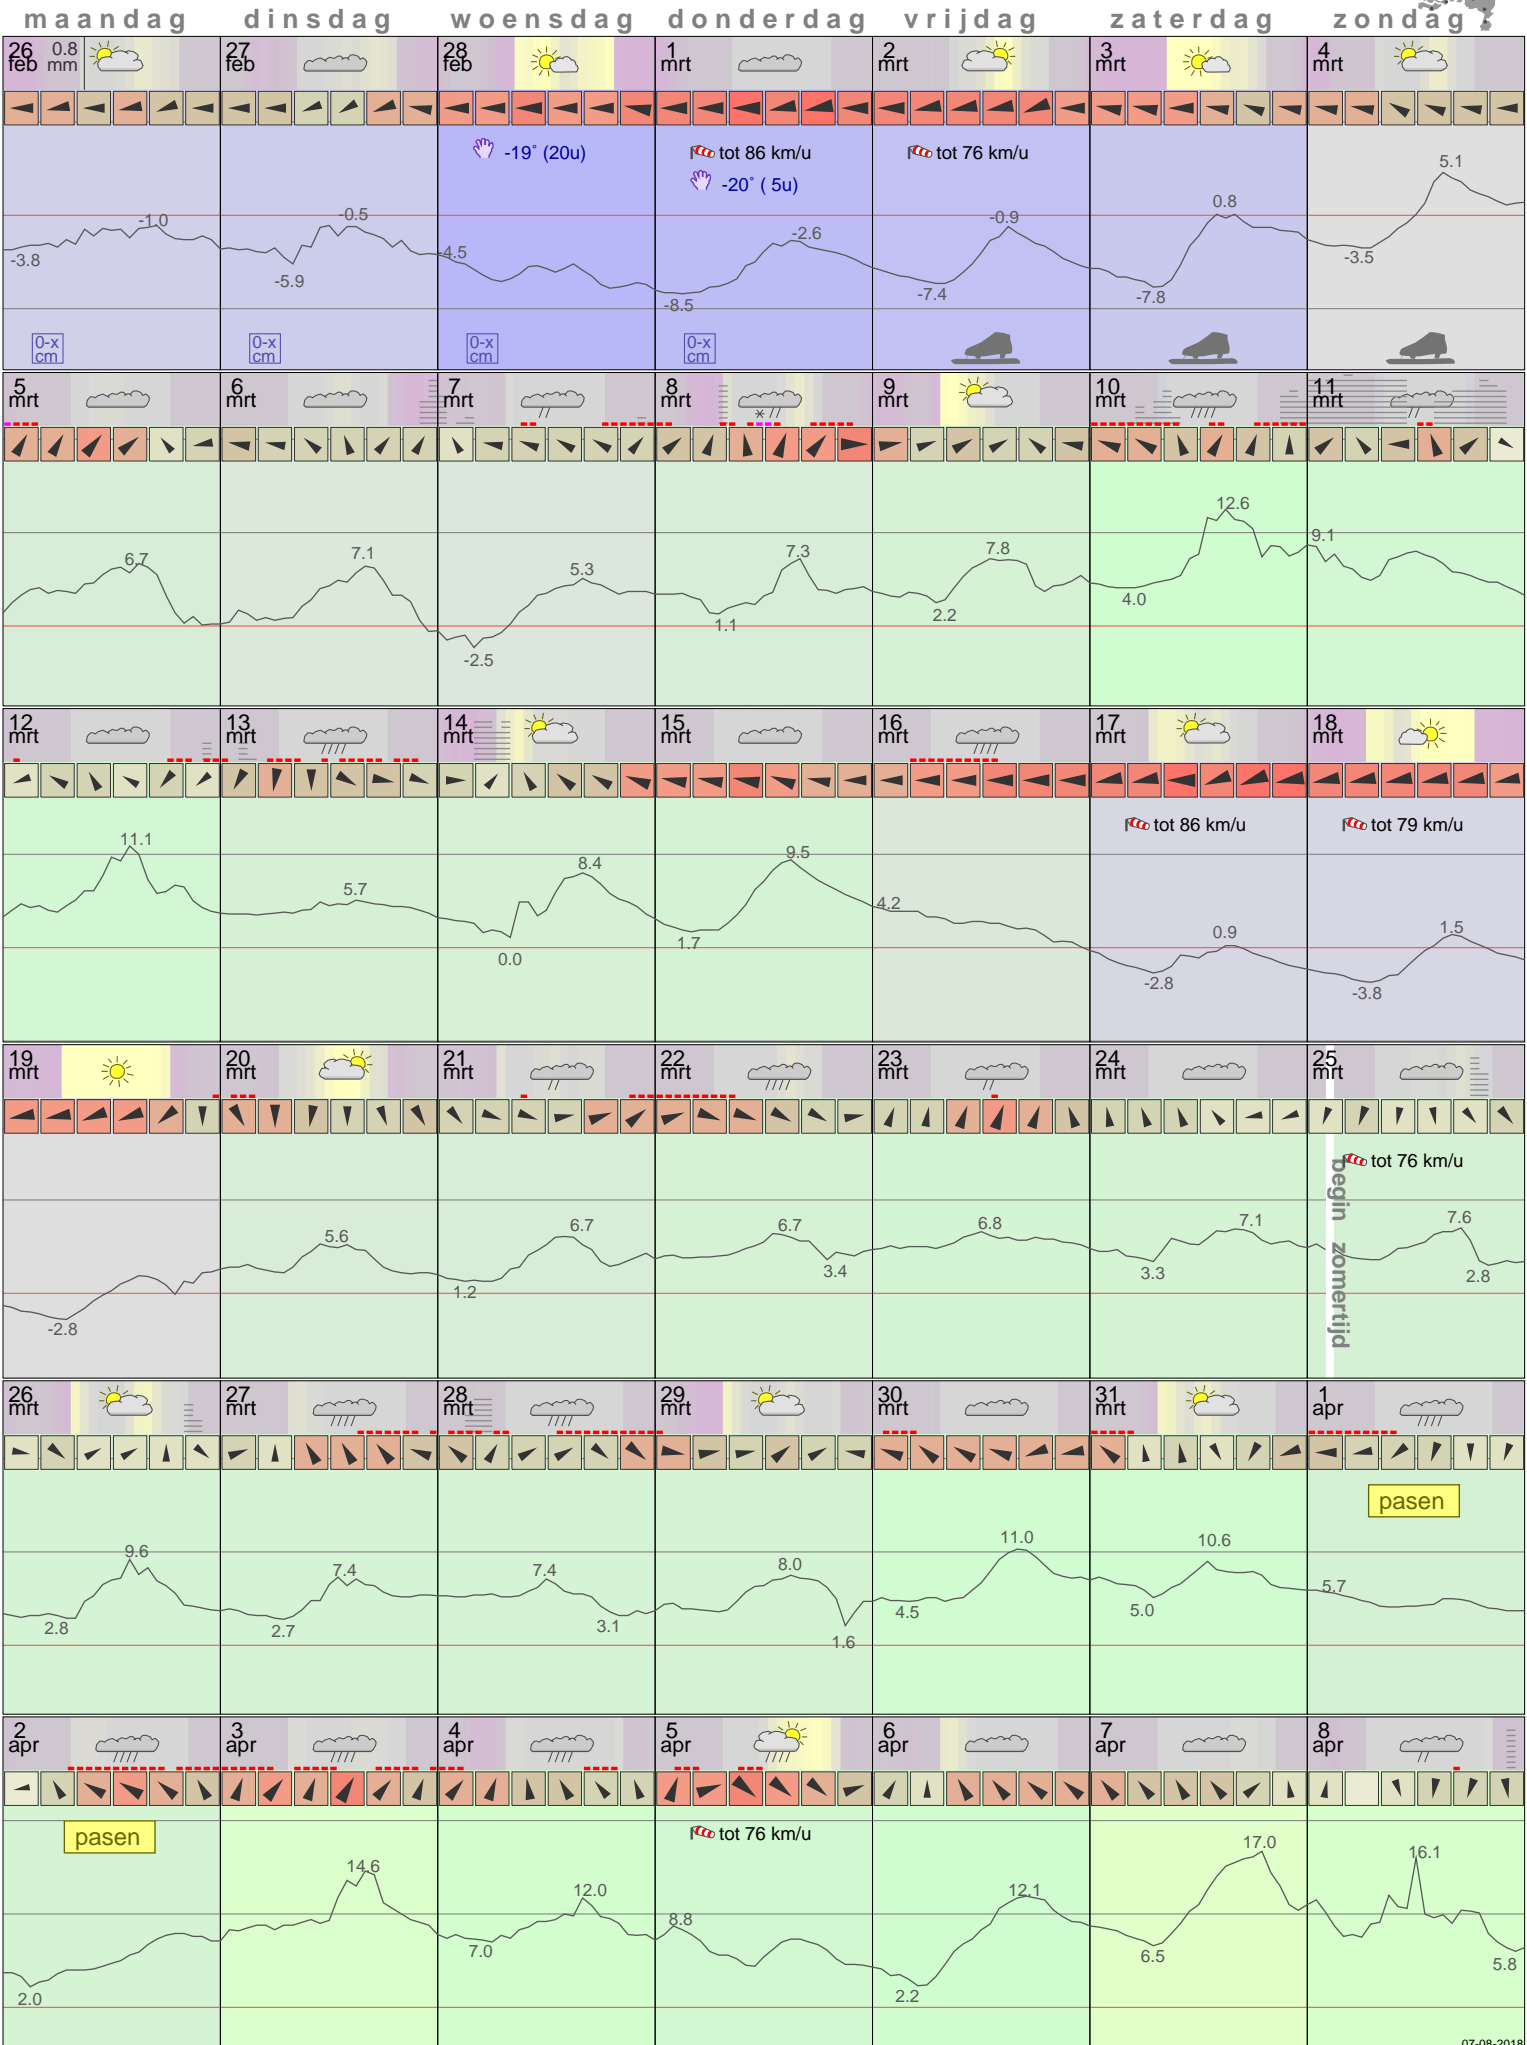 maandag dinsdag woensdag donderdag vrijdag zaterdag zondag
26 feb 0.8 mm
-3.8 -1.0
0-x cm
27 feb
-5.9 -0.5
0-x cm
28 feb
-19° (20u)
-4.5
0-x cm
1 mrt
tot 86 km/u
-20° ( 5u)
-8.5 -2.6
0-x cm
2 mrt
tot 76 km/u
-7.4 -0.9
3 mrt
-7.8 0.8
4 mrt
-3.5 5.1
5 mrt
6.7
6 mrt
7.1
7 mrt
-2.5 5.3
8 mrt
1.1 7.3
9 mrt
2.2 7.8
10 mrt
4.0 12.6
11 mrt
9.1
12 mrt
11.1
13 mrt
5.7
14 mrt
0.0 8.4
15 mrt
1.7 9.5
16 mrt
4.2
17 mrt
tot 86 km/u
-2.8 0.9
18 mrt
tot 79 km/u
-3.8 1.5
19 mrt
-2.8
20 mrt
5.6
21 mrt
1.2 6.7
22 mrt
6.7 3.4
23 mrt
6.8
24 mrt
3.3 7.1
25 mrt
tot 76 km/u
begin zomertijd
7.6 2.8
26 mrt
2.8 9.6
27 mrt
2.7 7.4
28 mrt
7.4 3.1
29 mrt
8.0 1.6
30 mrt
4.5 11.0
31 mrt
5.0 10.6
1 apr
pasen
5.7
2 apr
pasen
2.0
3 apr
14.6
4 apr
7.0 12.0
5 apr
tot 76 km/u
8.8
6 apr
2.2 12.1
7 apr
6.5 17.0
8 apr
16.1 5.8
07-08-2018